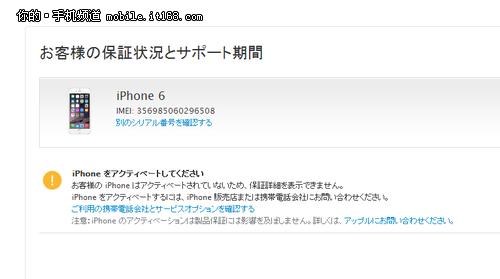 你的·手机频道 mobile.it168.com
お客様の保証状況とサポート期間
iPhone 6
IMEI: 356985060296508
別のシリアル番号を確認する
iPhone をアクティベートしてください
お客様の iPhone はアクティベートされていないため、保証詳細を表示できません。
iPhone をアクティベートするには、iPhone 販売店または携帯電話会社にお問い合わせください。
ご利用の携帯電話会社とサービスオプションを確認する
注意：iPhone のアクティベーションは製品保証には影響を及ぼしません。詳しくは、アップルにお問い合わせください。